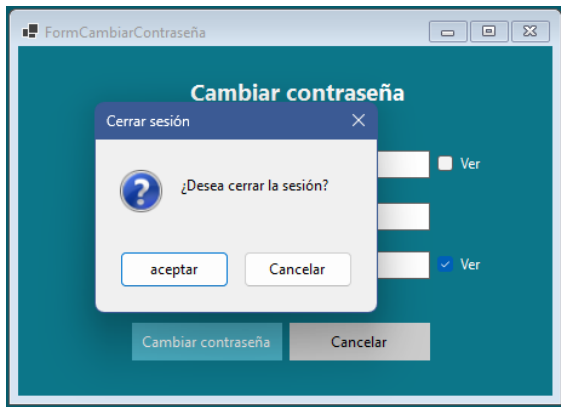 FormCambiarContraseña
Cambiar contraseña
Cerrar sesión
Ver
¿Desea cerrar la sesión?
aceptar
Cancelar
Ver
Cambiar contraseña
Cancelar